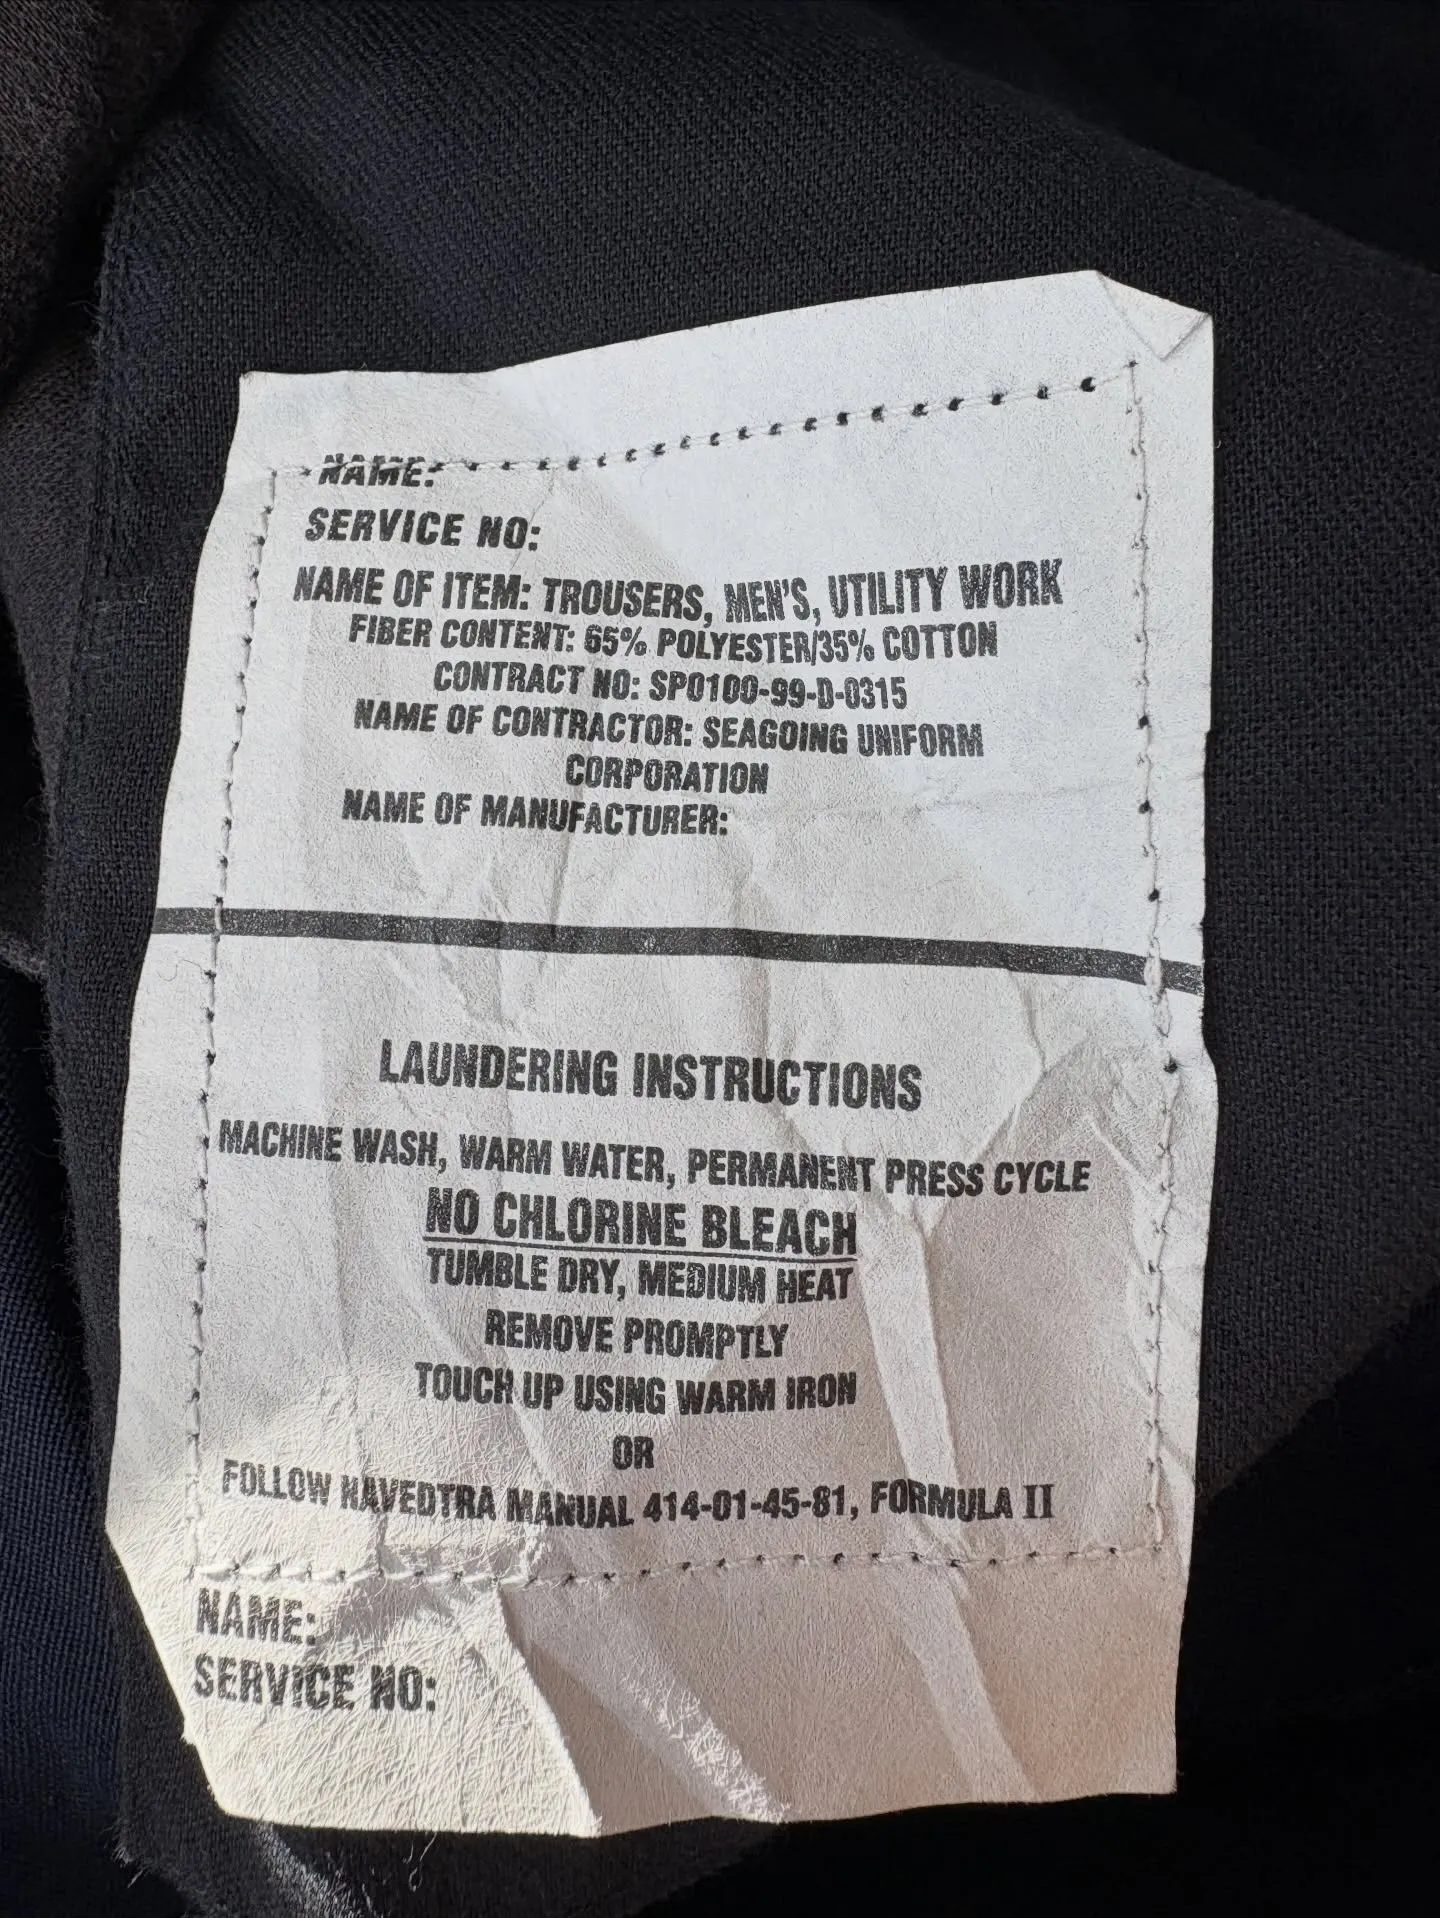 NAME:
SERVICE NO:
NAME OF ITEM: TROUSERS, MEN'S, UTILITY WORK
FIBER CONTENT: 65% POLYESTER/35% COTTON
CONTRACT NO: SP0100-99-D-0315
NAME OF CONTRACTOR: SEAGOING UNIFORM
CORPORATION
NAME OF MANUFACTURER:
LAUNDERING INSTRUCTIONS
MACHINE WASH, WARM WATER, PERMANENT PRESS CYCLE
NO CHLORINE BLEACH
TUMBLE DRY, MEDIUM HEAT
REMOVE PROMPTLY
TOUCH UP USING WARM IRON
OR
FOLLOW NAVEDTRA MANUAL 414-01-45-81, FORMULA II
NAME:
SERVICE NO: